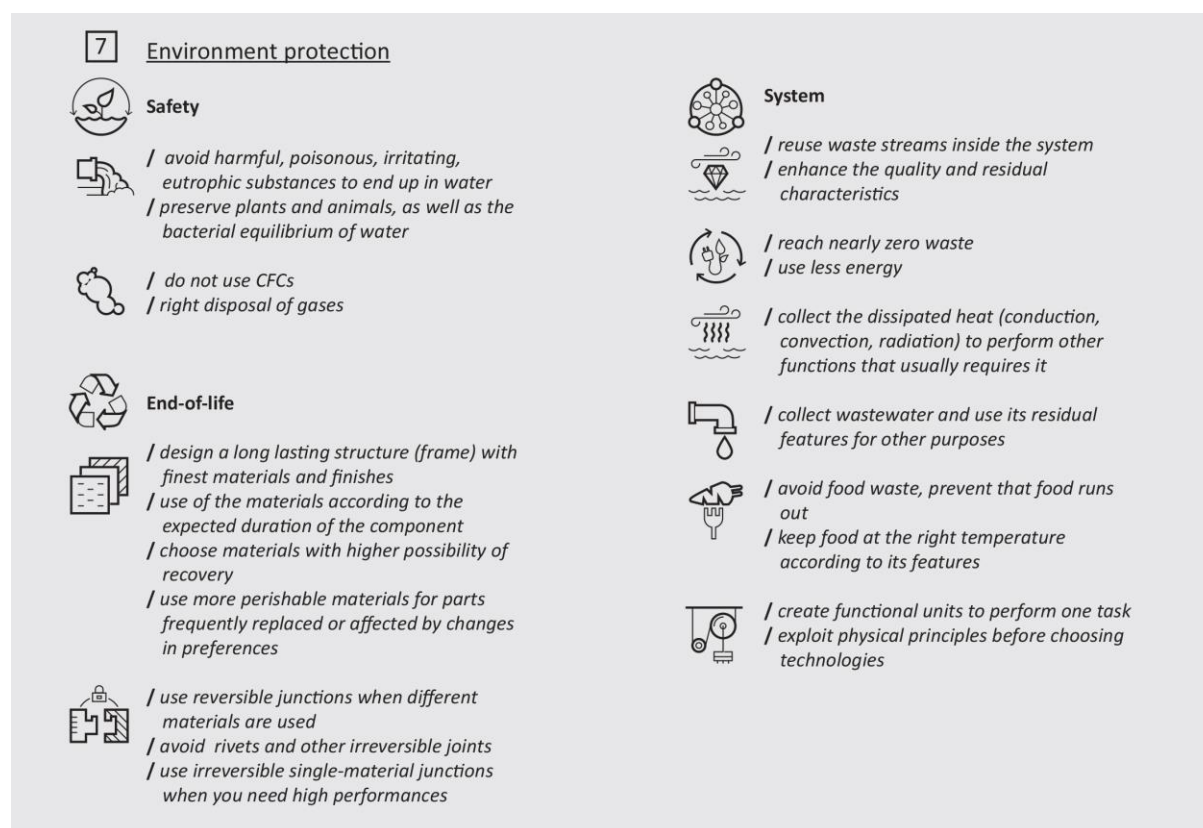 7
Environment protection
Safety
/ avoid harmful, poisonous, irritating,
eutrophic substances to end up in water
/ preserve plants and animals, as well as the
bacterial equilibrium of water
/ do not use CFCs
/ right disposal of gases
End-of-life
/ design a long lasting structure (frame) with
finest materials and finishes
/ use of the materials according to the
expected duration of the component
/ choose materials with higher possibility of
recovery
/ use more perishable materials for parts
frequently replaced or affected by changes
in preferences
/ use reversible junctions when different
materials are used
/ avoid rivets and other irreversible joints
/ use irreversible single-material junctions
when you need high performances
System
/ reuse waste streams inside the system
/ enhance the quality and residual
characteristics
/ reach nearly zero waste
/ use less energy
/ collect the dissipated heat (conduction,
convection, radiation) to perform other
functions that usually requires it
/ collect wastewater and use its residual
features for other purposes
/ avoid food waste, prevent that food runs
out
/ keep food at the right temperature
according to its features
/ create functional units to perform one task
/ exploit physical principles before choosing
technologies